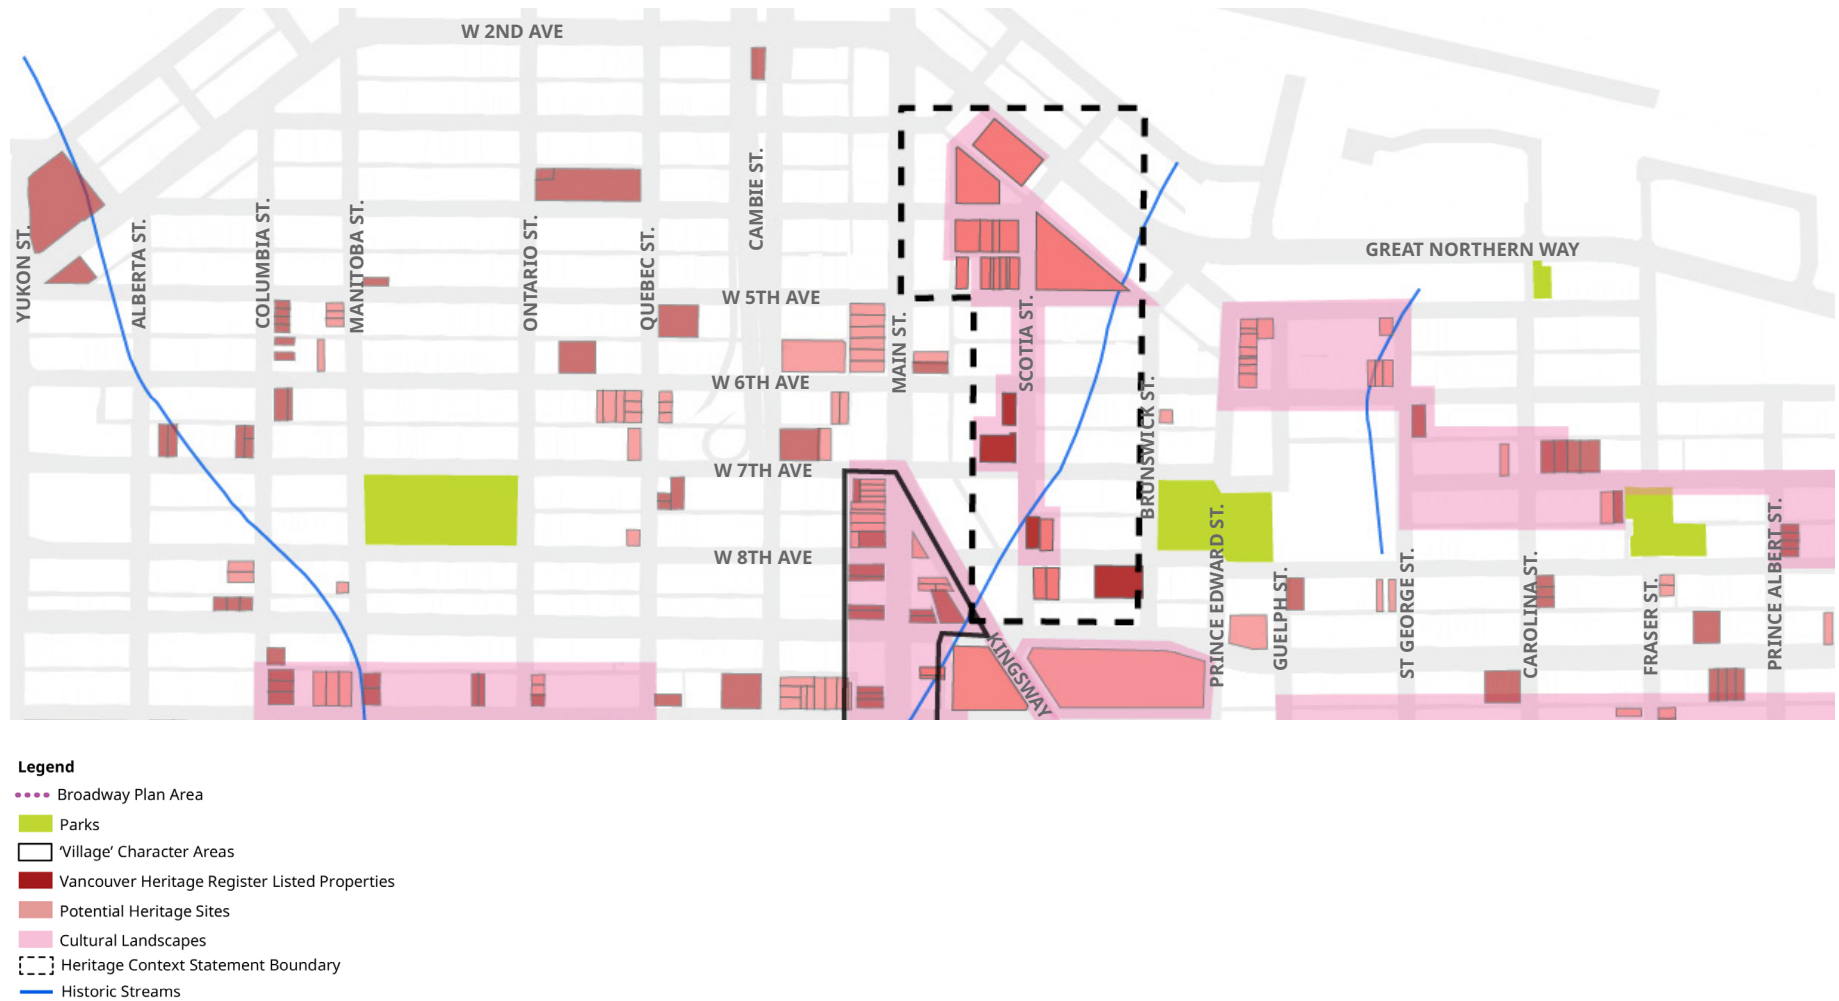 W 2ND AVE
CAMBIE ST.
YUKON ST.
ALBERTA ST.
COLUMBIA ST.
MANITOBA ST.
ONTARIO ST.
QUEBEC ST.
GREAT NORTHERN WAY
W 5TH AVE
MAIN ST.
SCOTIA ST.
W 6TH AVE
BRUNSWICK ST.
W 7TH AVE
W 8TH AVE
PRINCE EDWARD ST.
GUELPH ST.
ST GEORGE ST.
CAROLINA ST.
FRASER ST.
PRINCE ALBERT ST.
KINGSWAY
Legend
Broadway Plan Area
Parks
‘Village’ Character Areas
Vancouver Heritage Register Listed Properties
Potential Heritage Sites
Cultural Landscapes
Heritage Context Statement Boundary
Historic Streams